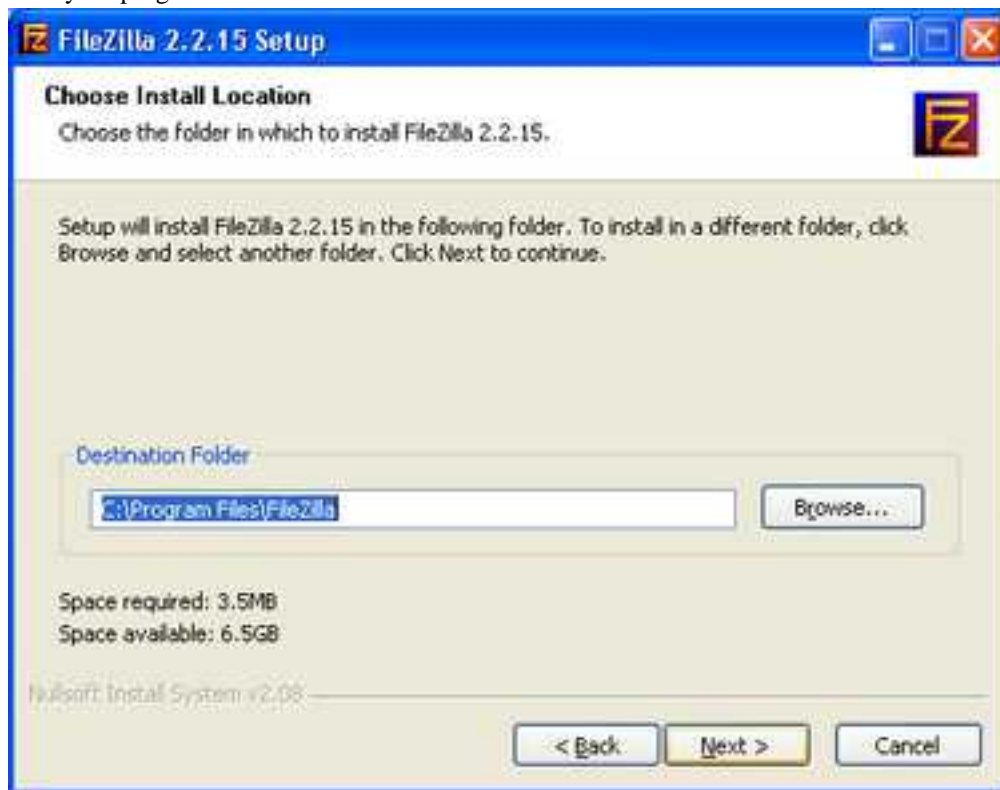 FileZilla 2.2.15 Setup
Choose Install Location
Choose the folder in which to install FileZilla 2.2.15.
FZ
Setup will install FileZilla 2.2.15 in the following folder. To install in a different folder, click
Browse and select another folder. Click Next to continue.
Destination Folder
C:\Program Files\FileZilla
Browse...
Space required: 3.5MB
Space available: 6.5GB
Nullsoft Install System v2.08
< Back
Next >
Cancel